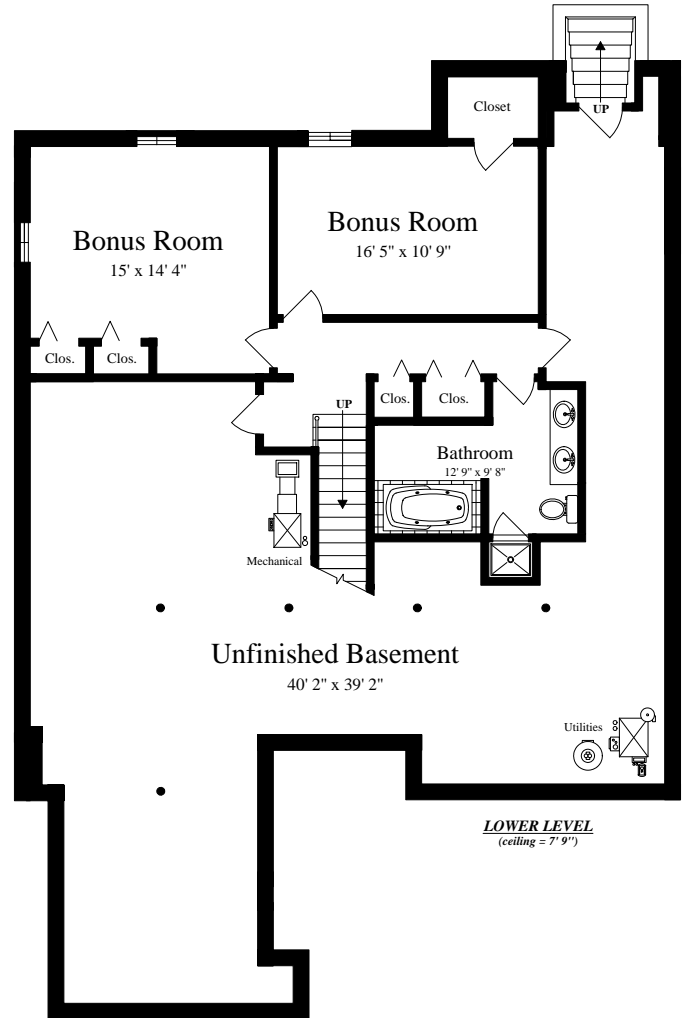 UP
Closet
Bonus Room
16' 5" x 10' 9"
Bonus Room
15' x 14' 4"
Clos.
Clos.
UP
Clos.
Clos.
Bathroom
12' 9" x 9' 8"
Mechanical
Unfinished Basement
40' 2" x 39' 2"
Utilities
LOWER LEVEL
(ceiling = 7' 9")